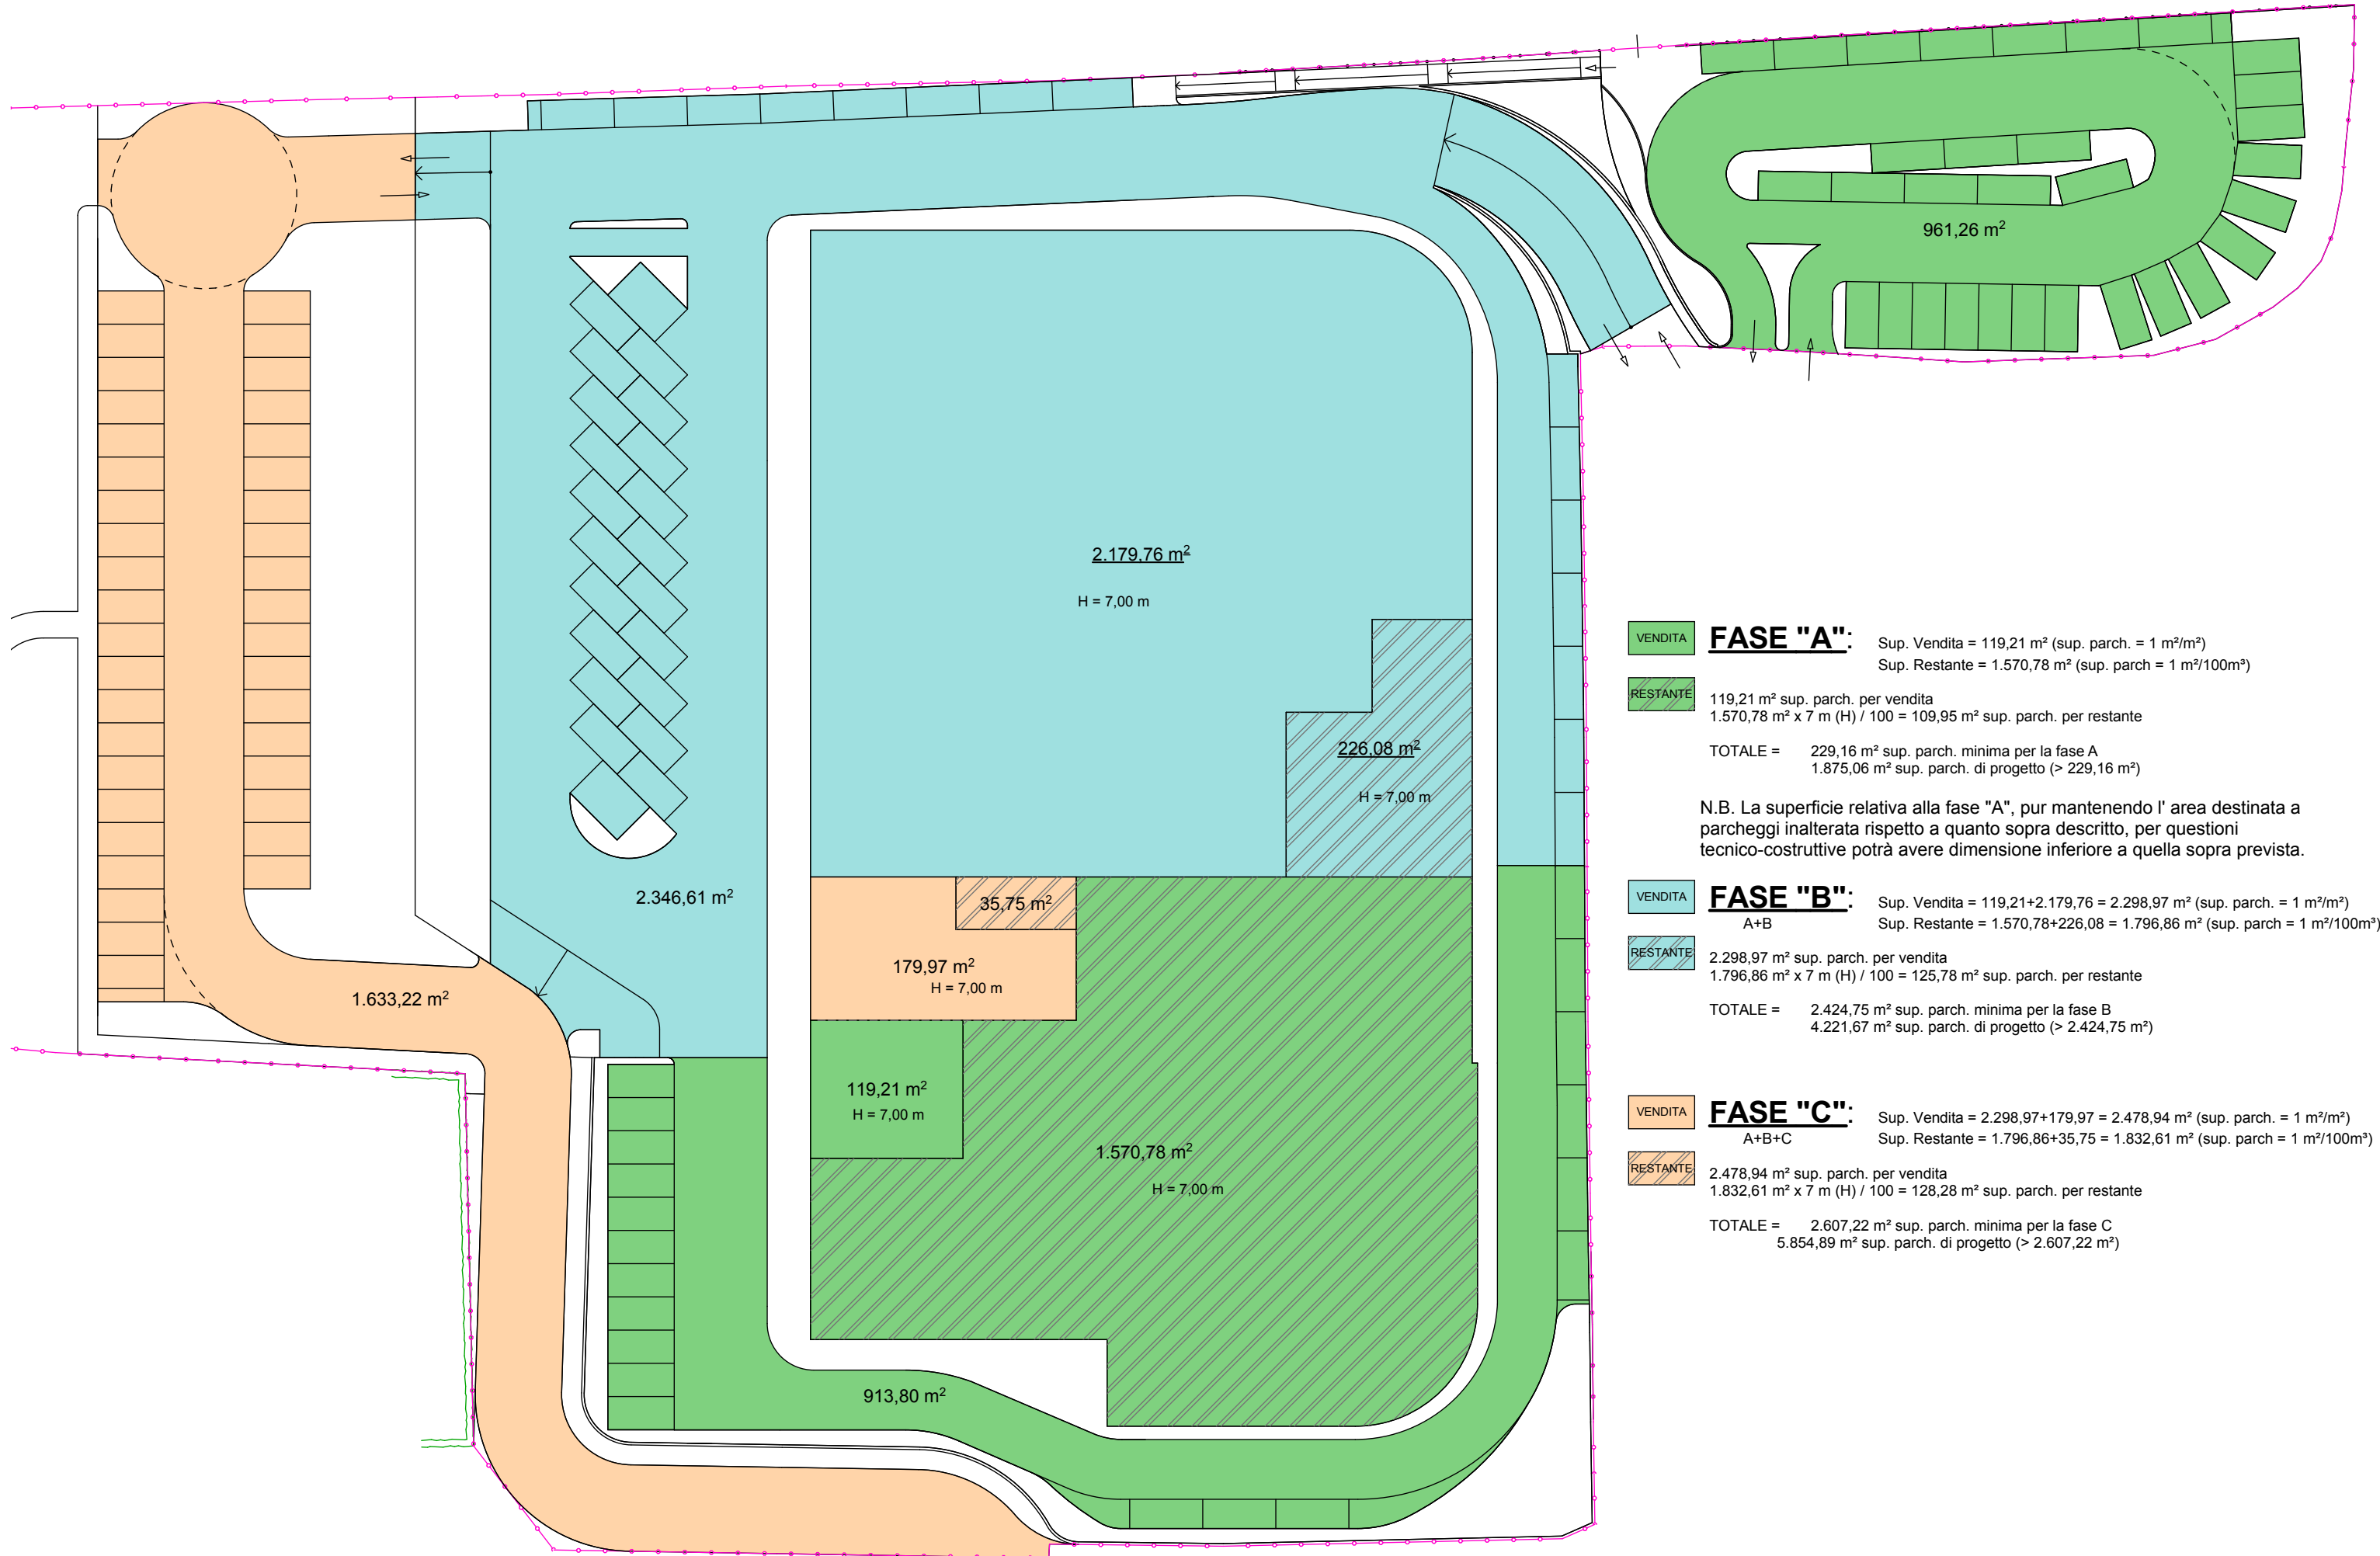 961,26 m²
2.179,76 m²
H = 7,00 m
226,08 m²
H = 7,00 m
2.346,61 m²
35,75 m²
179,97 m²
H = 7,00 m
1.633,22 m²
119,21 m²
H = 7,00 m
1.570,78 m²
H = 7,00 m
913,80 m²
VENDITA
FASE "A":
Sup. Vendita = 119,21 m² (sup. parch. = 1 m²/m²)
Sup. Restante = 1.570,78 m² (sup. parch = 1 m²/100m³)
RESTANTE
119,21 m² sup. parch. per vendita
1.570,78 m² x 7 m (H) / 100 = 109,95 m² sup. parch. per restante
TOTALE = 229,16 m² sup. parch. minima per la fase A
1.875,06 m² sup. parch. di progetto (> 229,16 m²)
N.B. La superficie relativa alla fase "A", pur mantenendo l' area destinata a
parcheggi inalterata rispetto a quanto sopra descritto, per questioni
tecnico-costruttive potrà avere dimensione inferiore a quella sopra prevista.
VENDITA
FASE "B":
Sup. Vendita = 119,21+2.179,76 = 2.298,97 m² (sup. parch. = 1 m²/m²)
A+B
Sup. Restante = 1.570,78+226,08 = 1.796,86 m² (sup. parch = 1 m²/100m³)
RESTANTE
2.298,97 m² sup. parch. per vendita
1.796,86 m² x 7 m (H) / 100 = 125,78 m² sup. parch. per restante
TOTALE = 2.424,75 m² sup. parch. minima per la fase B
4.221,67 m² sup. parch. di progetto (> 2.424,75 m²)
VENDITA
FASE "C":
Sup. Vendita = 2.298,97+179,97 = 2.478,94 m² (sup. parch. = 1 m²/m²)
A+B+C
Sup. Restante = 1.796,86+35,75 = 1.832,61 m² (sup. parch = 1 m²/100m³)
RESTANTE
2.478,94 m² sup. parch. per vendita
1.832,61 m² x 7 m (H) / 100 = 128,28 m² sup. parch. per restante
TOTALE = 2.607,22 m² sup. parch. minima per la fase C
5.854,89 m² sup. parch. di progetto (> 2.607,22 m²)